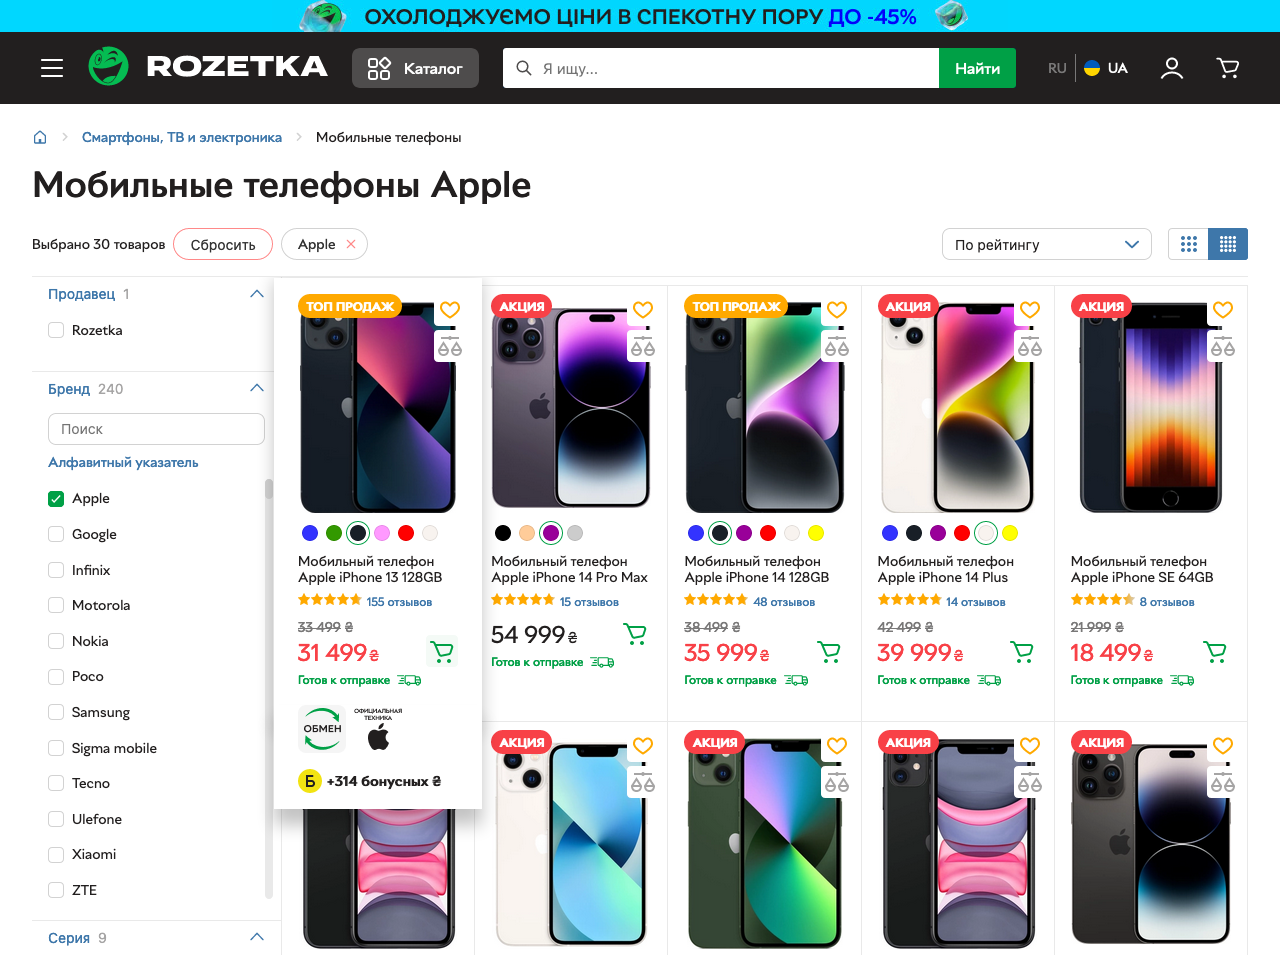 ОХОЛОДЖУЄМО ЦІНИ В СПЕКОТНУ ПОРУ ДО -45%
ROZETKA
Каталог
Я ищу...
Найти
RU
UA
Смартфоны, ТВ и электроника
Мобильные телефоны
Мобильные телефоны Apple
Выбрано 30 товаров
Сбросить
Apple
По рейтингу
Продавец 1
Rozetka
Бренд 240
Поиск
Алфавитный указатель
Apple
Google
Infinix
Motorola
Nokia
Poco
Samsung
Sigma mobile
Tecno
Ulefone
Xiaomi
ZTE
Серия 9
ТОП ПРОДАЖ
Мобильный телефон
Apple iPhone 13 128GB
155 отзывов
33 499 ₴
31 499 ₴
Готов к отправке
ОБМЕН
ОФИЦИАЛЬНАЯ
ТЕХНИКА
Б
+314 бонусных ₴
АКЦИЯ
Мобильный телефон
Apple iPhone 14 Pro Max
15 отзывов
54 999 ₴
Готов к отправке
ТОП ПРОДАЖ
Мобильный телефон
Apple iPhone 14 128GB
48 отзывов
38 499 ₴
35 999 ₴
Готов к отправке
АКЦИЯ
Мобильный телефон
Apple iPhone 14 Plus
14 отзывов
42 499 ₴
39 999 ₴
Готов к отправке
АКЦИЯ
Мобильный телефон
Apple iPhone SE 64GB
8 отзывов
21 999 ₴
18 499 ₴
Готов к отправке
АКЦИЯ
АКЦИЯ
АКЦИЯ
АКЦИЯ